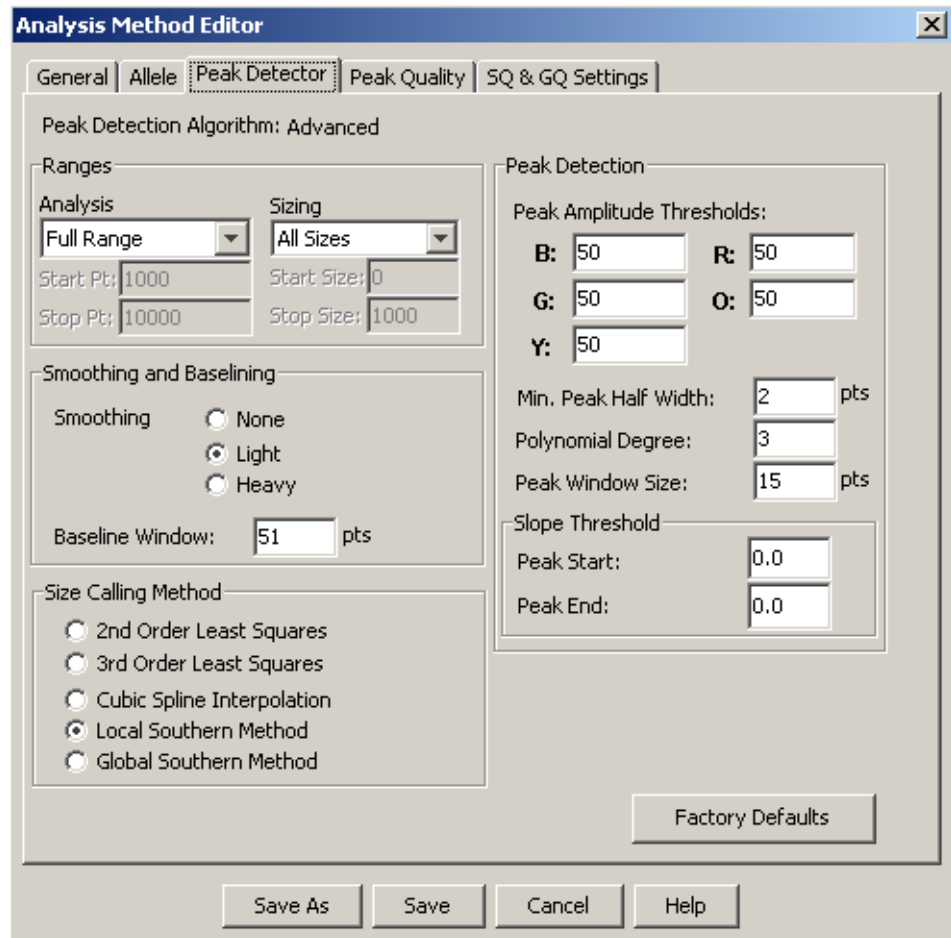 Analysis Method Editor
General Allele Peak Detector Peak Quality SQ & GQ Settings
Peak Detection Algorithm: Advanced
Ranges
Analysis
Full Range
Start Pt: 1000
Stop Pt: 10000
Sizing
All Sizes
Start Size: 0
Stop Size: 1000
Smoothing and Baselining
Smoothing
None
Light
Heavy
Baseline Window: 51 pts
Size Calling Method
2nd Order Least Squares
3rd Order Least Squares
Cubic Spline Interpolation
Local Southern Method
Global Southern Method
Peak Detection
Peak Amplitude Thresholds:
B: 50 R: 50
G: 50 O: 50
Y: 50
Min. Peak Half Width: 2 pts
Polynomial Degree: 3
Peak Window Size: 15 pts
Slope Threshold
Peak Start: 0.0
Peak End: 0.0
Factory Defaults
Save As Save Cancel Help